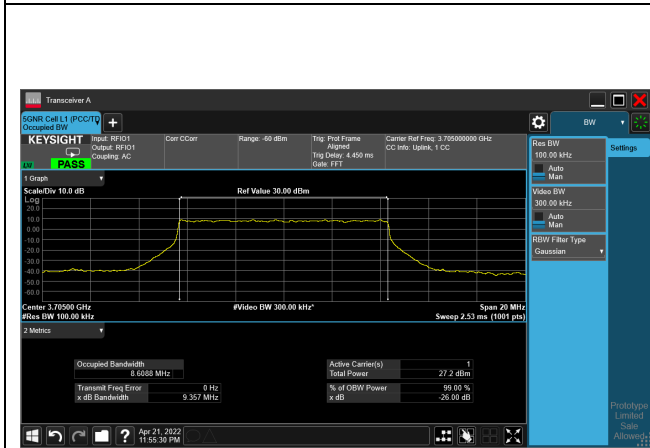 Transceiver A
5GNR Cell L1 (PCC/TD
Occupied BW
+
BW
KEYSIGHT
LXI
PASS
Input: RFIO1
Output: RFIO1
Coupling: AC
Corr CCorr
Range: -60 dBm
Trig: Prot Frame
Aligned
Trig Delay: 4.450 ms
Gate: FFT
Carrier Ref Freq: 3.705000000 GHz
CC Info: Uplink, 1 CC
1 Graph
Scale/Div 10.0 dB
Ref Value 30.00 dBm
Log
20.0
10.0
0.00
-10.0
-20.0
-30.0
-40.0
-50.0
-60.0
Center 3.70500 GHz
#Video BW 300.00 kHz*
Span 20 MHz
#Res BW 100.00 kHz
Sweep 2.53 ms (1001 pts)
2 Metrics
Occupied Bandwidth
8.6088 MHz
Active Carrier(s) 1
Total Power 27.2 dBm
Transmit Freq Error 0 Hz
x dB Bandwidth 9.357 MHz
% of OBW Power 99.00 %
x dB -26.00 dB
Res BW
100.00 kHz
Auto
Man
Video BW
300.00 kHz
Auto
Man
RBW Filter Type
Gaussian
Settings
Prototype
Limited
Sale
Allowed
?
Apr 21, 2022
11:55:30 PM